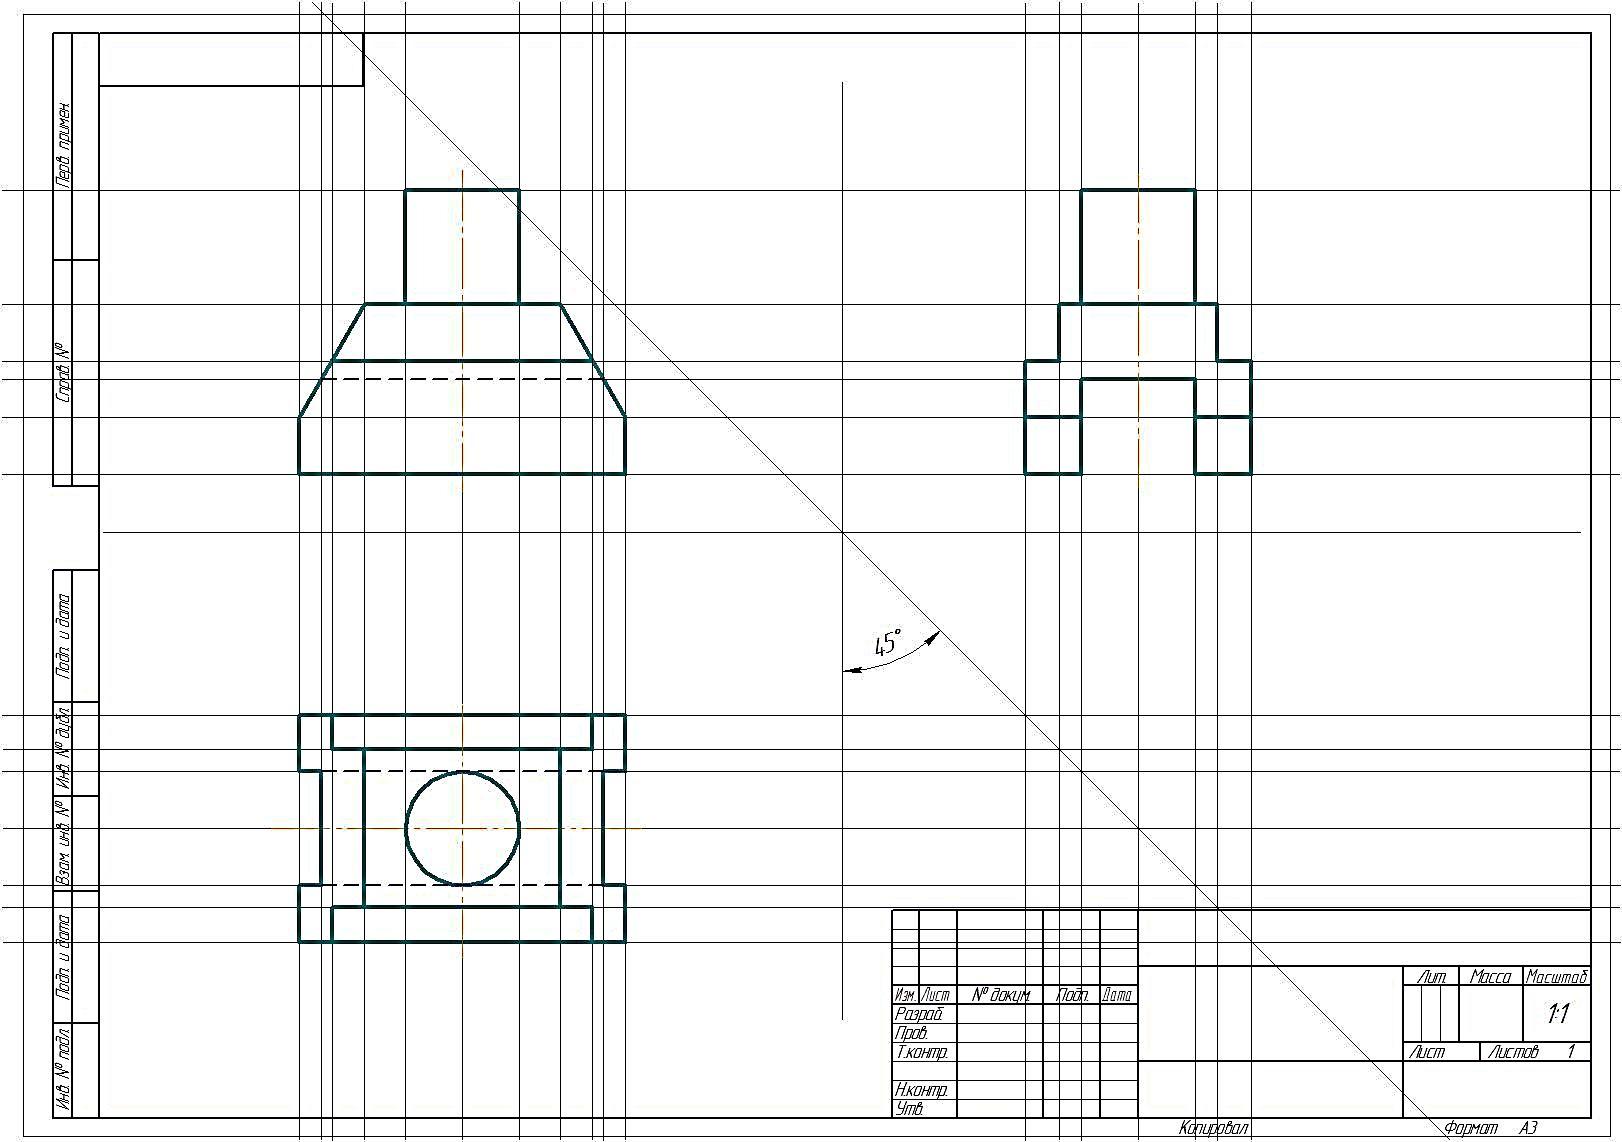 Перв. примен.
Справ. №
Подп. и дата
Инв. № дубл.
Взам. инв. №
Подп. и дата
Инв. № подл.
45°
Изм. Лист № докум. Подп. Дата
Разраб.
Пров.
Т.контр.
Н.контр.
Утв.
Лит. Масса Масштаб
1:1
Лист Листов 1
Копировал Формат А3